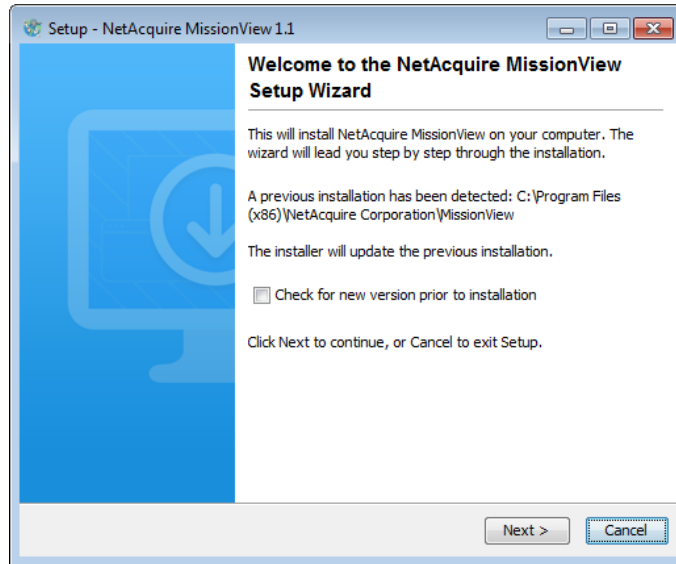 Setup - NetAcquire MissionView 1.1
Welcome to the NetAcquire MissionView
Setup Wizard
This will install NetAcquire MissionView on your computer. The
wizard will lead you step by step through the installation.
A previous installation has been detected: C:\Program Files
(x86)\NetAcquire Corporation\MissionView
The installer will update the previous installation.
Check for new version prior to installation
Click Next to continue, or Cancel to exit Setup.
Next >
Cancel